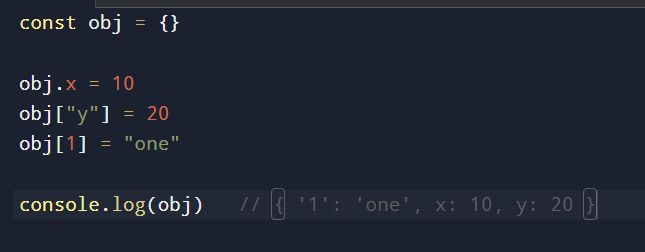 const obj = {}
obj.x = 10
obj["y"] = 20
obj[1] = "one"
console.log(obj)   // { '1': 'one', x: 10, y: 20 }